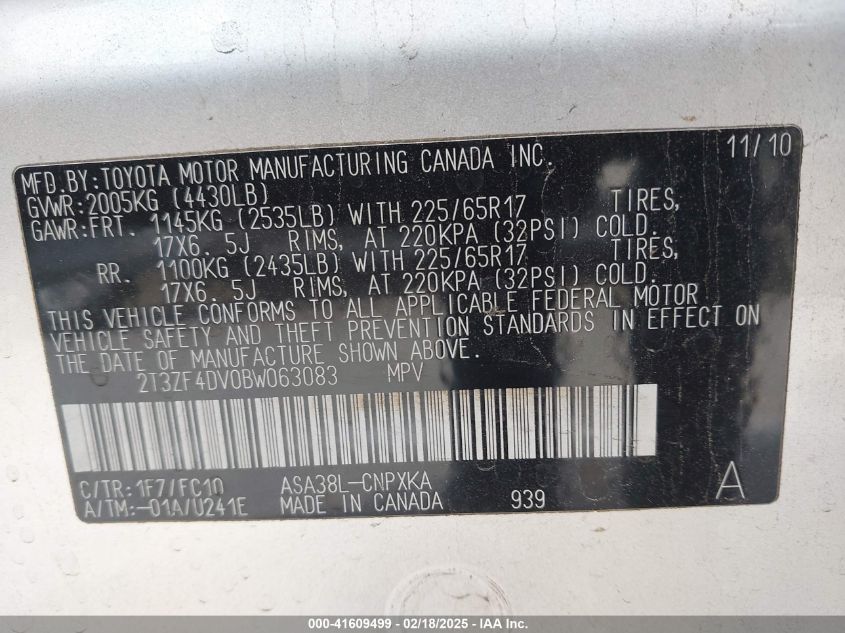 MFD.BY:TOYOTA MOTOR MANUFACTURING CANADA INC. 11/10
GVWR:2005KG (4430LB)
GAWR:FRT. 1145KG (2535LB) WITH 225/65R17 TIRES,
17X6. 5J RIMS, AT 220KPA (32PSI) COLD.
RR. 1100KG (2435LB) WITH 225/65R17 TIRES,
17X6. 5J RIMS, AT 220KPA (32PSI) COLD.
THIS VEHICLE CONFORMS TO ALL APPLICABLE FEDERAL MOTOR
VEHICLE SAFETY AND THEFT PREVENTION STANDARDS IN EFFECT ON
THE DATE OF MANUFACTURE SHOWN ABOVE.
2T3ZF4DV0BW063083 MPV
C/TR:1F7/FC10 ASA38L-CNPXKA
A/TM:-01A/U241E MADE IN CANADA 939 A
000-41609499 - 02/18/2025 - IAA Inc.